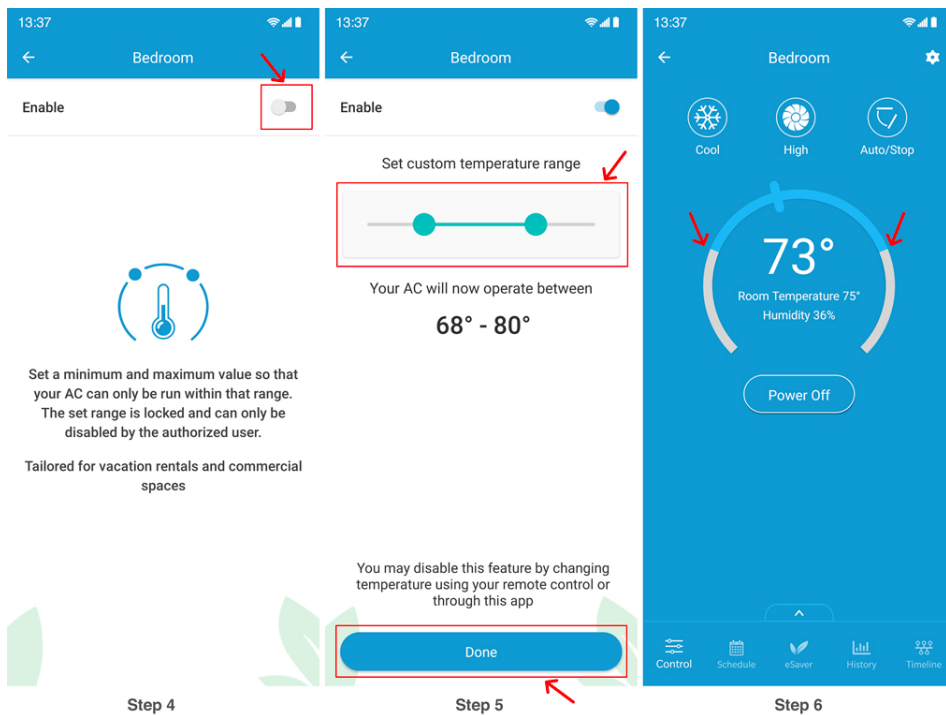 13:37
Bedroom
Enable
Set a minimum and maximum value so that
your AC can only be run within that range.
The set range is locked and can only be
disabled by the authorized user.
Tailored for vacation rentals and commercial
spaces
Step 4
13:37
Bedroom
Enable
Set custom temperature range
Your AC will now operate between
68° - 80°
You may disable this feature by changing
temperature using your remote control or
through this app
Done
Step 5
13:37
Bedroom
Cool High Auto/Stop
73°
Room Temperature 75°
Humidity 36%
Power Off
Control Schedule eSaver History Timeline
Step 6